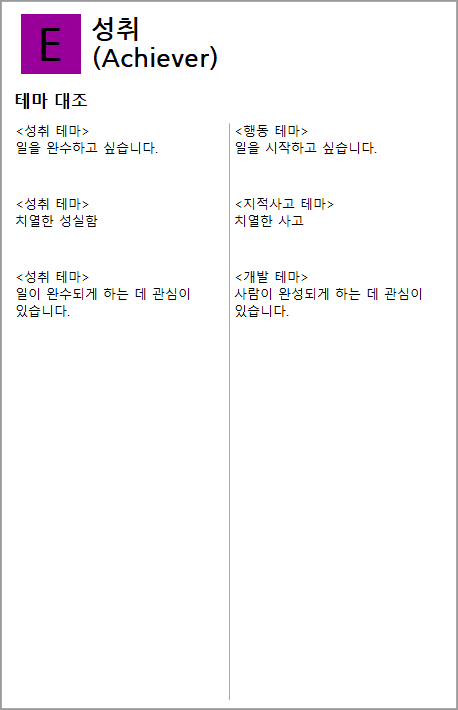 E
성취
(Achiever)
테마 대조
<성취 테마>
일을 완수하고 싶습니다.
<행동 테마>
일을 시작하고 싶습니다.
<성취 테마>
치열한 성실함
<지적사고 테마>
치열한 사고
<성취 테마>
일이 완수되게 하는 데 관심이
있습니다.
<개발 테마>
사람이 완성되게 하는 데 관심이
있습니다.